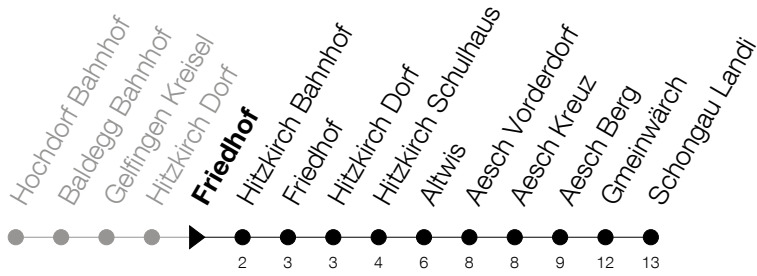 Hochdorf Bahnhof
Baldegg Bahnhof
Gelfingen Kreisel
Hitzkirch Dorf
Friedhof
Hitzkirch Bahnhof
Friedhof
Hitzkirch Dorf
Hitzkirch Schulhaus
Altwis
Aesch Vorderdorf
Aesch Kreuz
Aesch Berg
Gmeinwärch
Schongau Landi
2 3 3 4 6 8 8 9 12 13